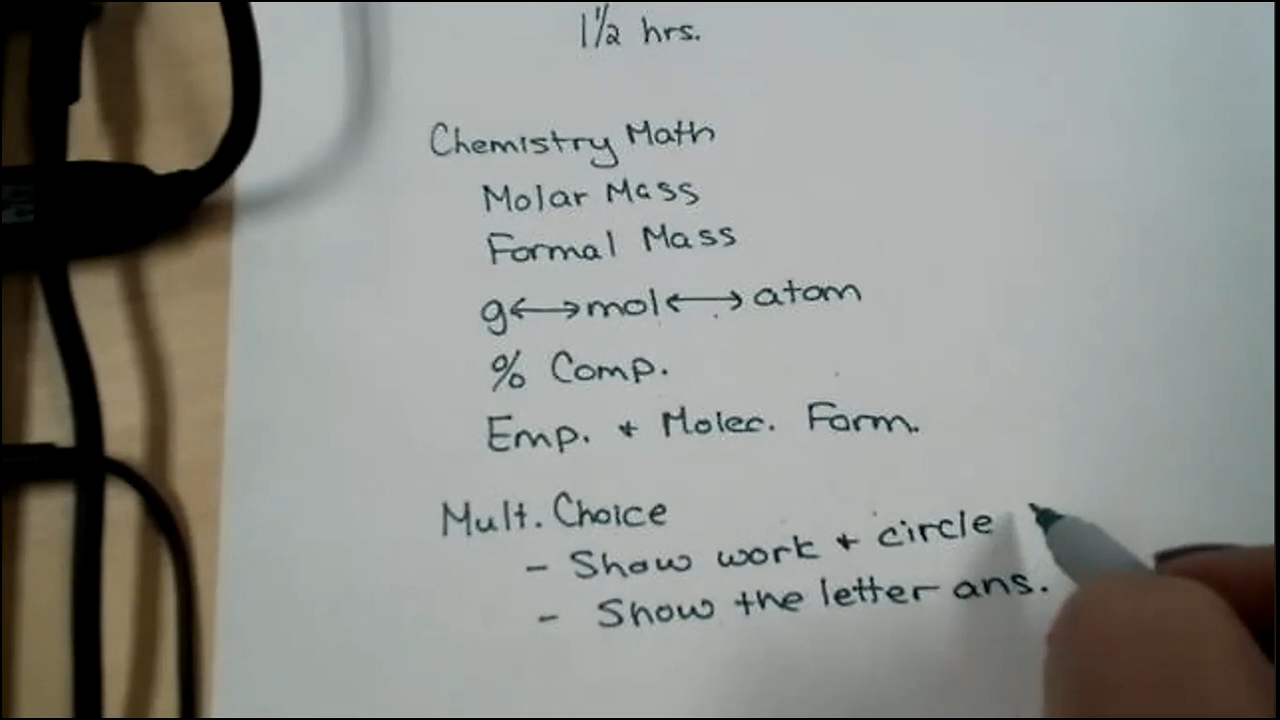 1½ hrs.
Chemistry Math
Molar Mass
Formal Mass
g⟷mol⟷atom
% Comp.
Emp. + Molec. Form.
Mult. Choice
- Show work + circle
- Show the letter ans.